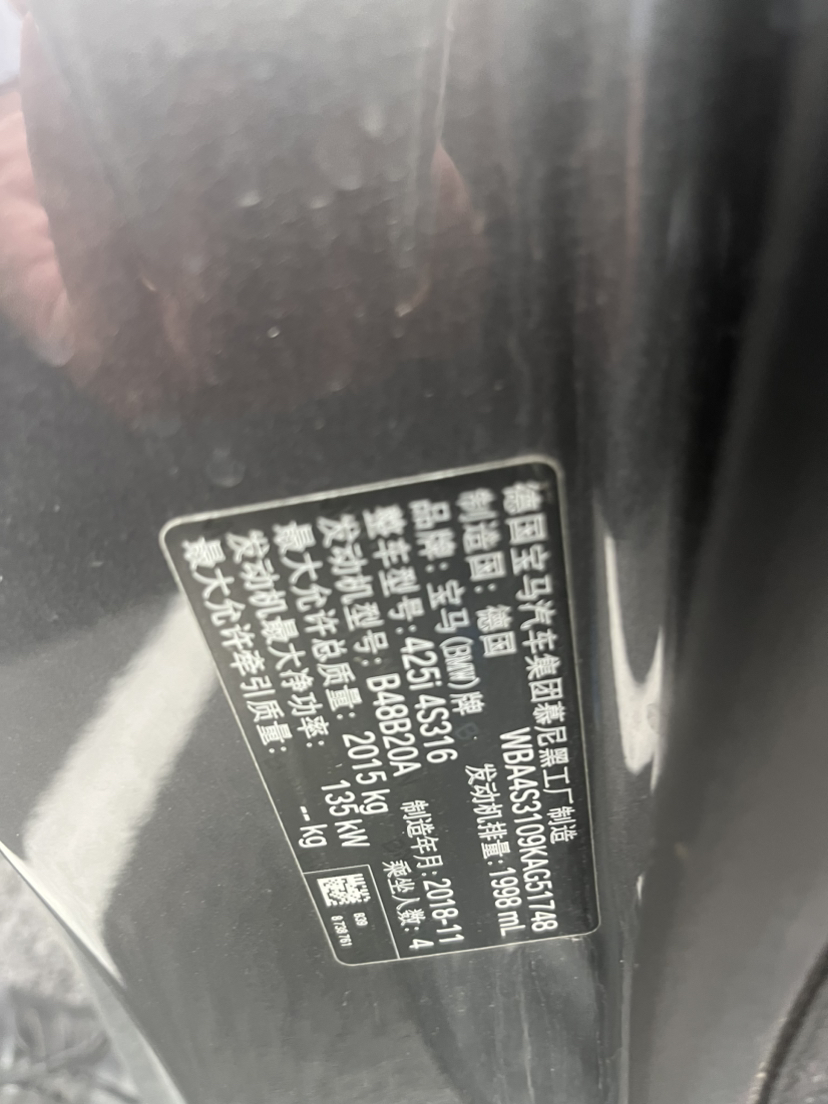 德国宝马汽车集团慕尼黑工厂制造
制造国：德国 WBA4S3109KAG51748
品牌：宝马(BMW)牌 发动机排量：1998 mL
整车型号：425i 4S316
发动机型号：B48B20A 制造年月：2018-11
最大允许总质量：2015 kg 乘坐人数：4
发动机最大净功率：135 kW
最大允许牵引质量：-- kg
839
8 738 761